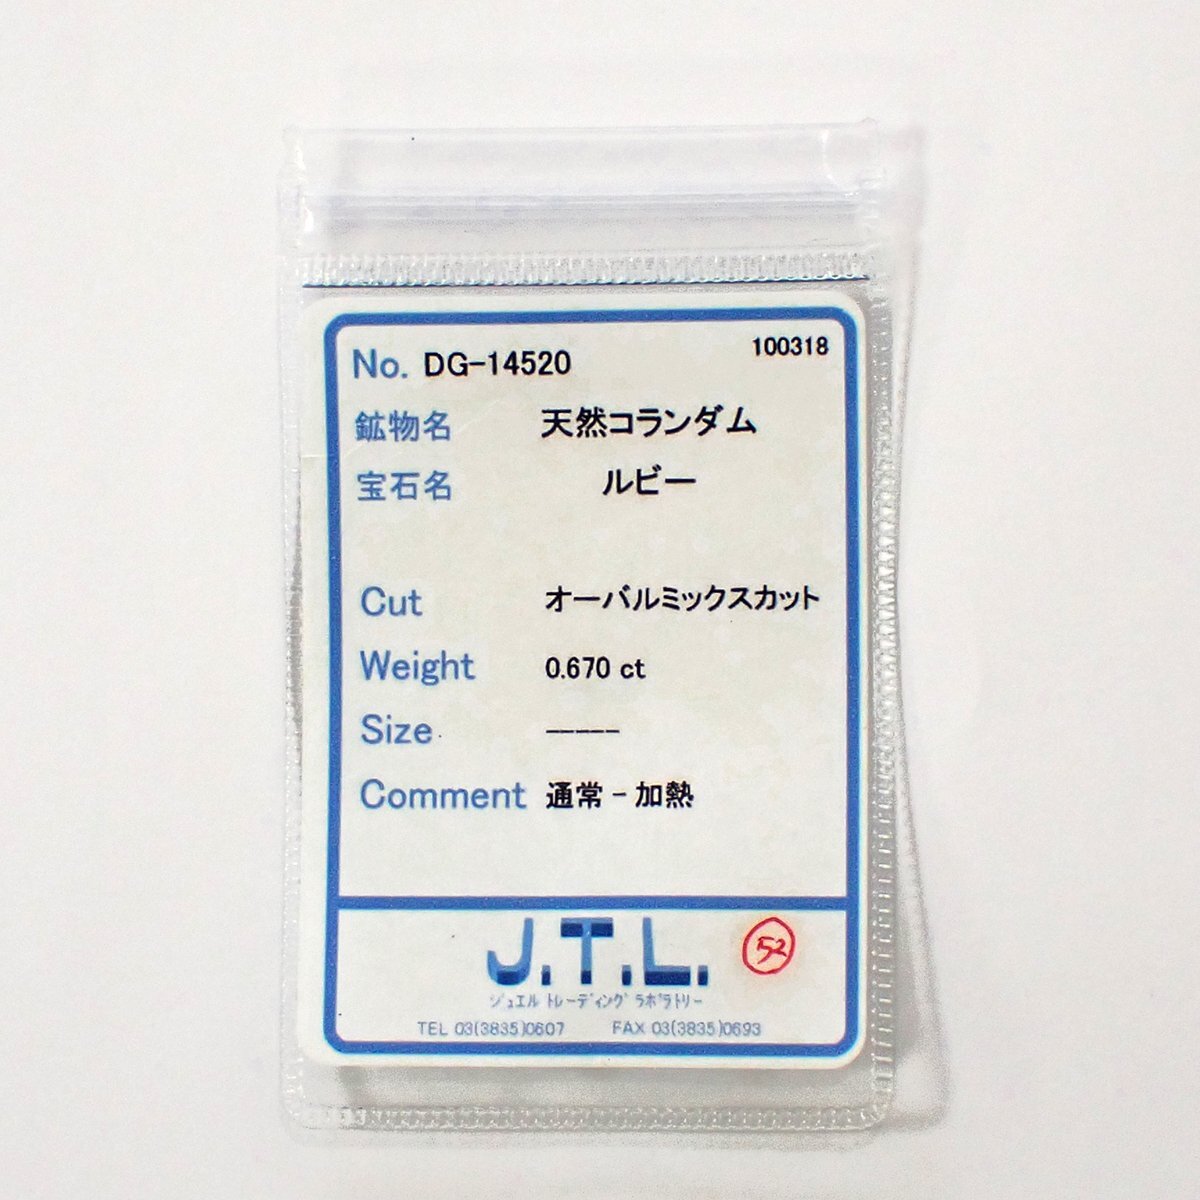 No. DG-14520 100318
鉱物名 天然コランダム
宝石名 ルビー
Cut オーバルミックスカット
Weight 0.670 ct
Size -----
Comment 通常-加熱
J.T.L. 52
ジュエル トレーディング ラボラトリー
TEL 03(3835)0607 FAX 03(3835)0693